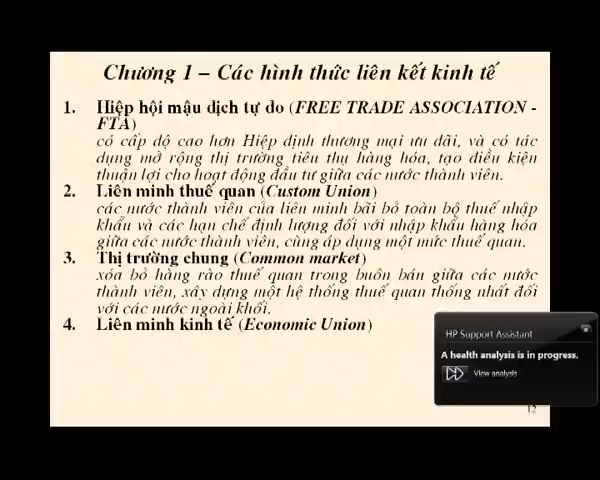 Chương 1 – Các hình thức liên kết kinh tế
1. Hiệp hội mậu dịch tự do (FREE TRADE ASSOCIATION -
FTA)
có cấp độ cao hơn Hiệp định thương mại ưu đãi, và có tác
dụng mở rộng thị trường tiêu thụ hàng hóa, tạo điều kiện
thuận lợi cho hoạt động đầu tư giữa các nước thành viên.
2. Liên minh thuế quan (Custom Union)
các nước thành viên của liên minh bãi bỏ toàn bộ thuế nhập
khẩu và các hạn chế định lượng đối với nhập khẩu hàng hóa
giữa các nước thành viên, cùng áp dụng một mức thuế quan.
3. Thị trường chung (Common market)
xóa bỏ hàng rào thuế quan trong buôn bán giữa các nước
thành viên, xây dựng một hệ thống thuế quan thống nhất đối
với các nước ngoài khối.
4. Liên minh kinh tế (Economic Union)
HP Support Assistant
A health analysis is in progress.
View analysis
12